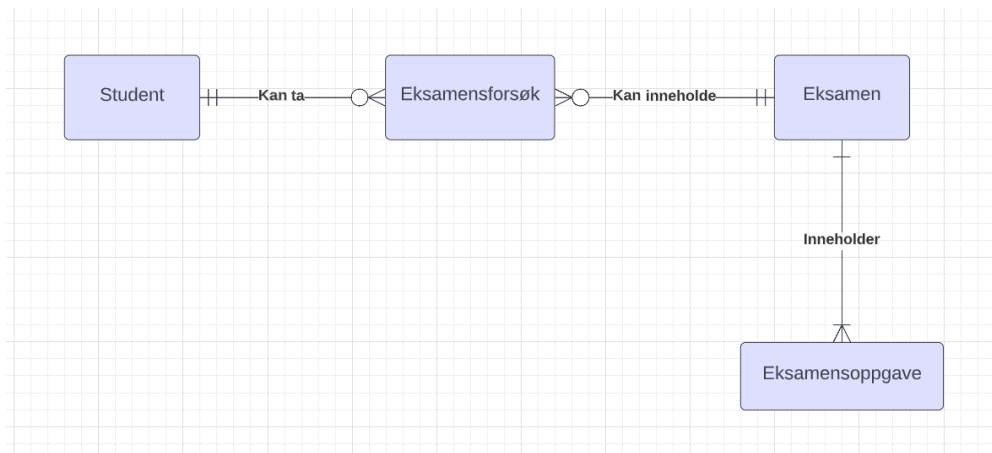 Student
Kan ta
Eksamensforsøk
Kan inneholde
Eksamen
Inneholder
Eksamensoppgave